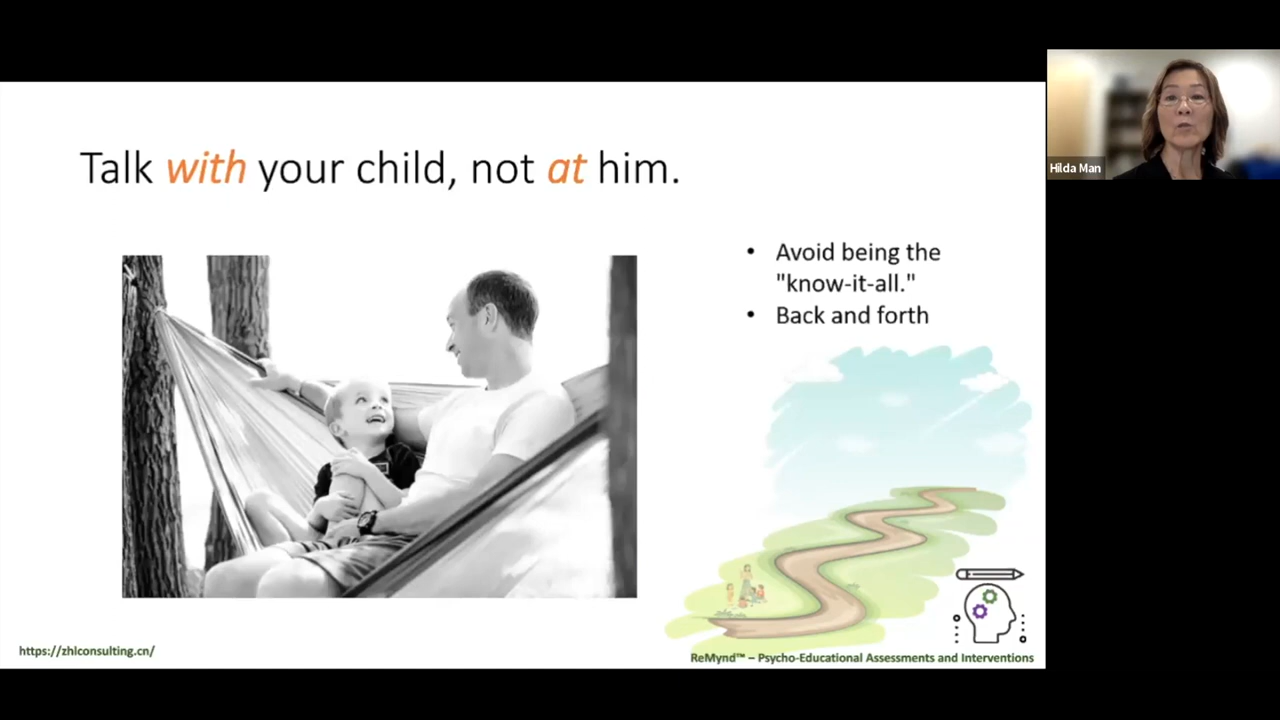 Talk with your child, not at him.
• Avoid being the
"know-it-all."
• Back and forth
https://zhlconsulting.cn/
ReMynd™ – Psycho-Educational Assessments and Interventions
Hilda Man